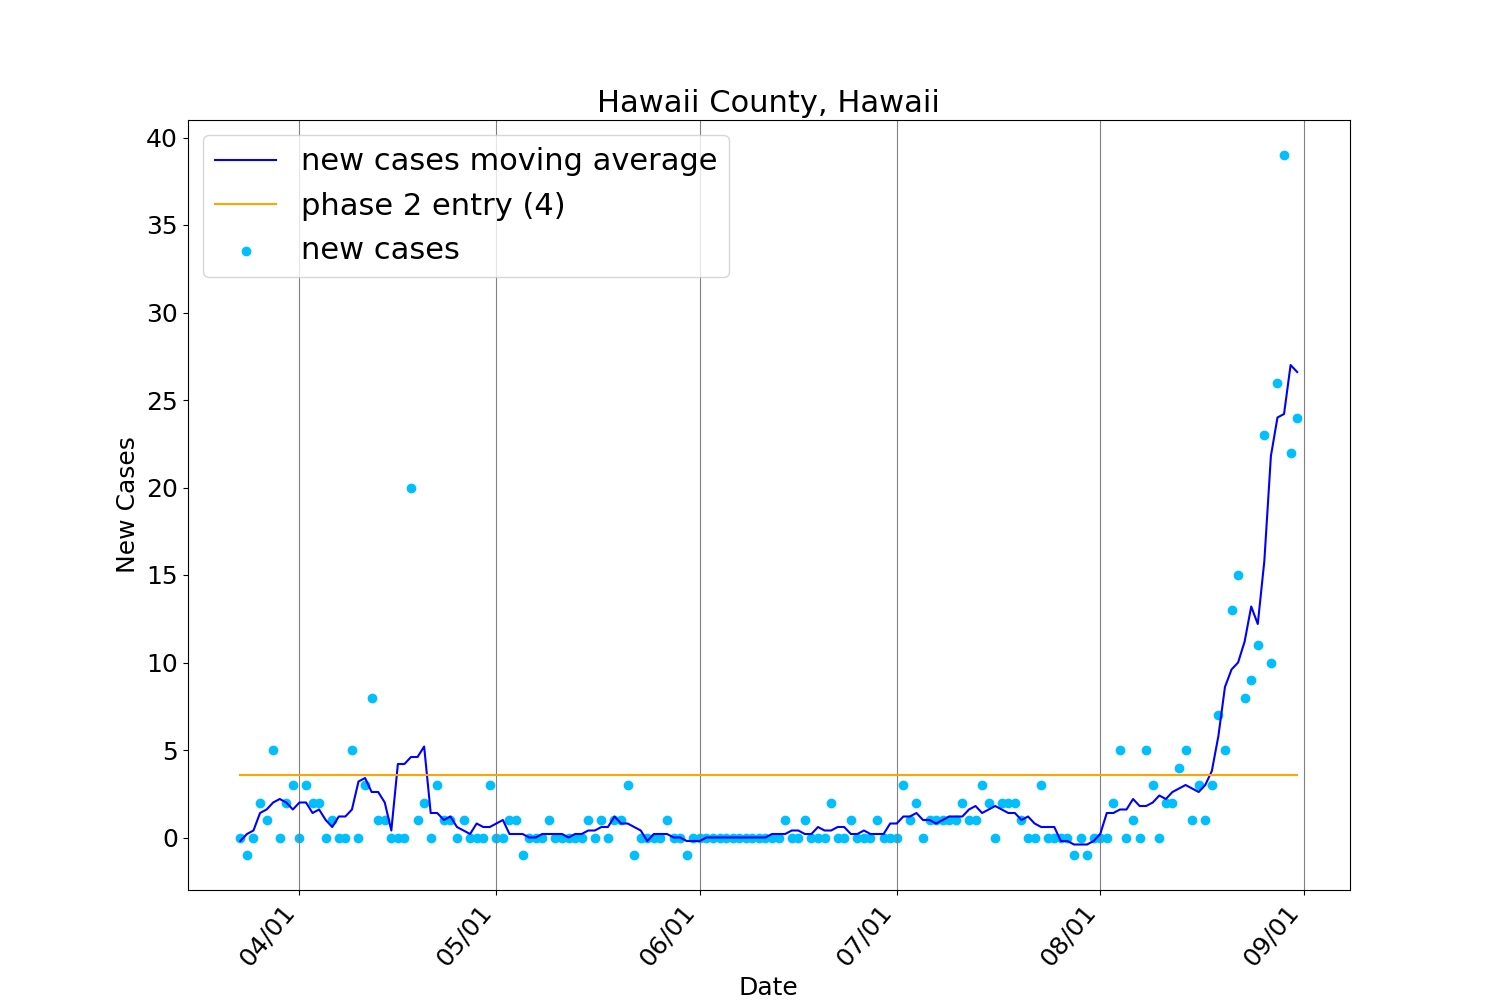 Hawaii County, Hawaii
new cases moving average
phase 2 entry (4)
new cases
New Cases
40
35
30
25
20
15
10
5
0
04/01
05/01
06/01
07/01
08/01
09/01
Date